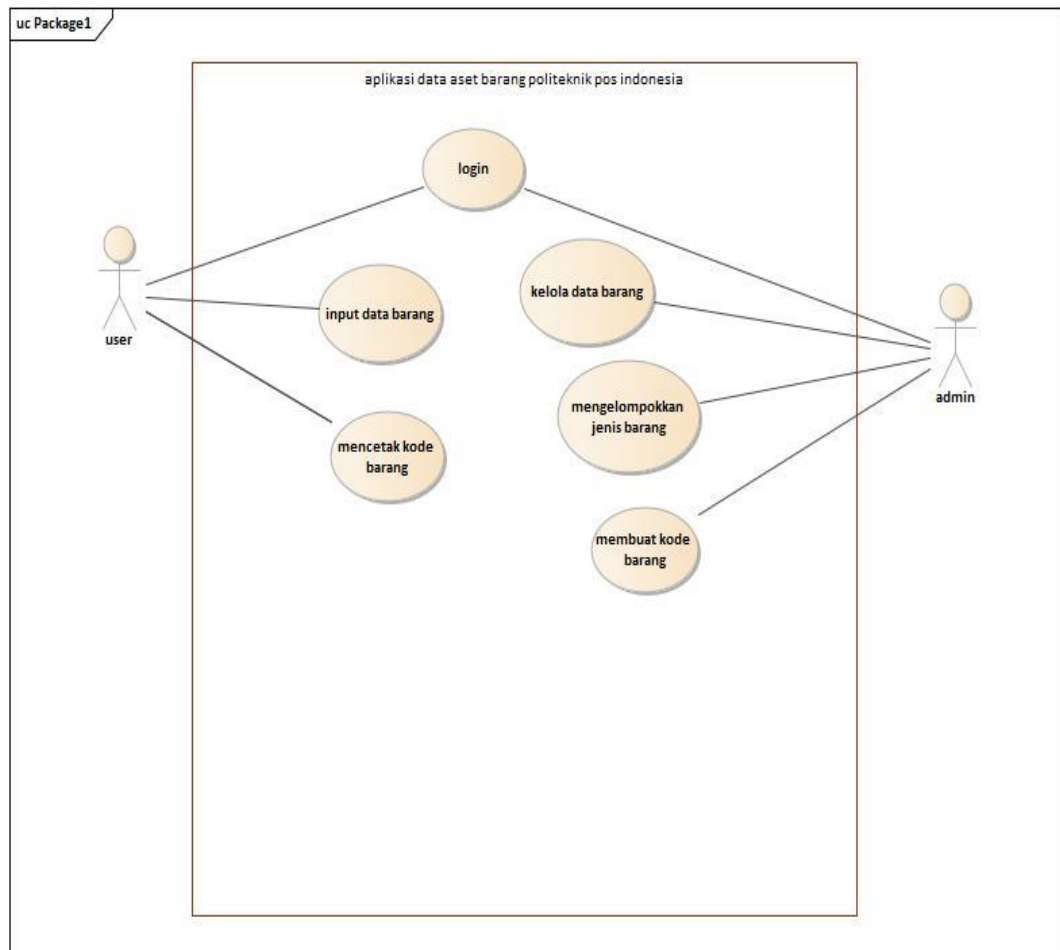 uc Package1
aplikasi data aset barang politeknik pos indonesia
login
kelola data barang
input data barang
user
admin
mengelompokkan
jenis barang
mencetak kode
barang
membuat kode
barang